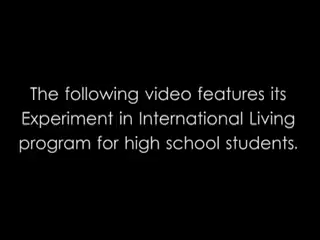 The following video features its
Experiment in International Living
program for high school students.